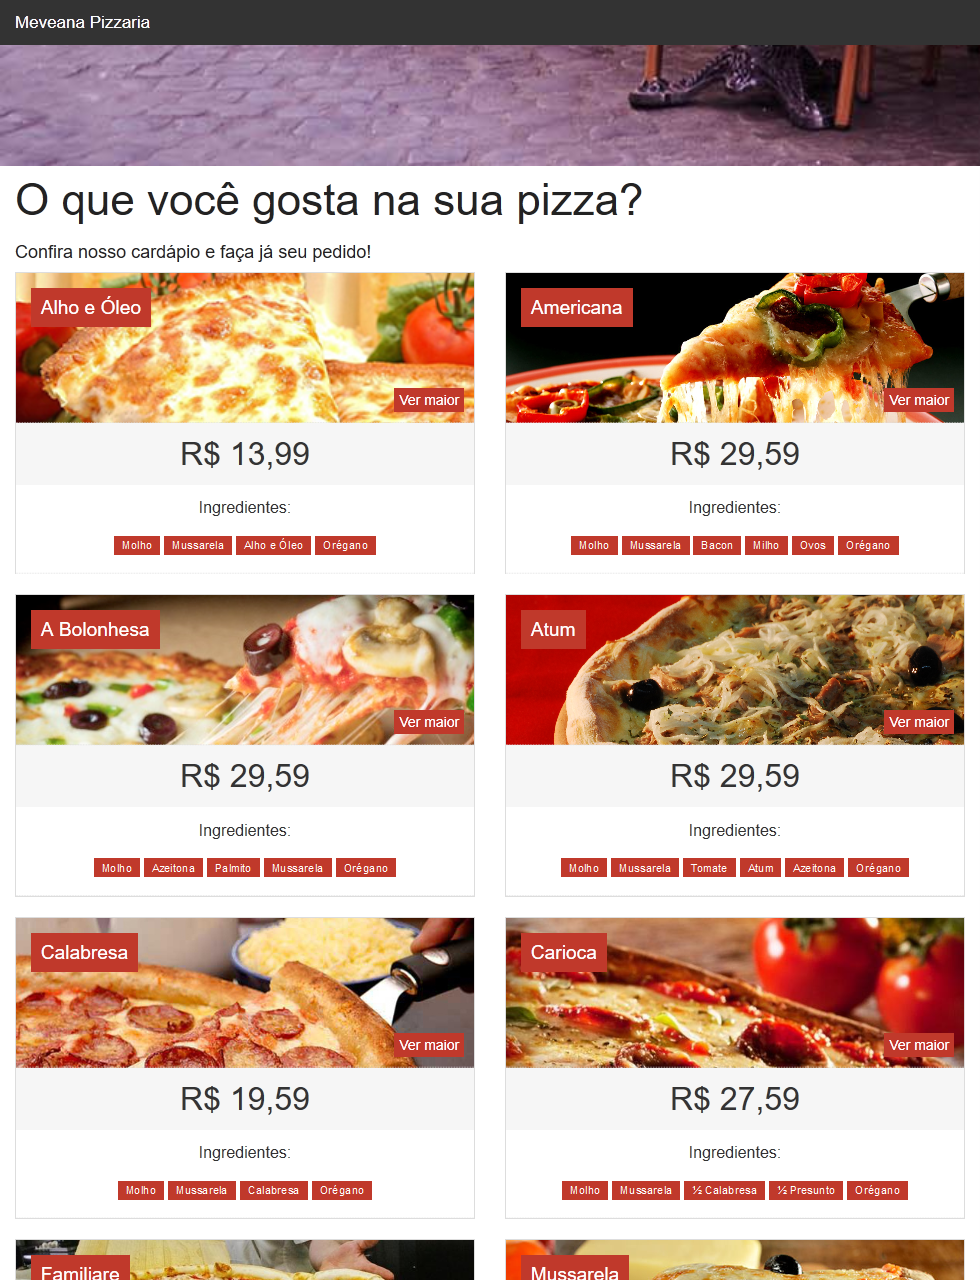 Meveana Pizzaria
O que você gosta na sua pizza?
Confira nosso cardápio e faça já seu pedido!
Alho e Óleo
Ver maior
R$ 13,99
Ingredientes:
Molho Mussarela Alho e Óleo Orégano
Americana
Ver maior
R$ 29,59
Ingredientes:
Molho Mussarela Bacon Milho Ovos Orégano
A Bolonhesa
Ver maior
R$ 29,59
Ingredientes:
Molho Azeitona Palmito Mussarela Orégano
Atum
Ver maior
R$ 29,59
Ingredientes:
Molho Mussarela Tomate Atum Azeitona Orégano
Calabresa
Ver maior
R$ 19,59
Ingredientes:
Molho Mussarela Calabresa Orégano
Carioca
Ver maior
R$ 27,59
Ingredientes:
Molho Mussarela ½ Calabresa ½ Presunto Orégano
Familiare
Mussarela